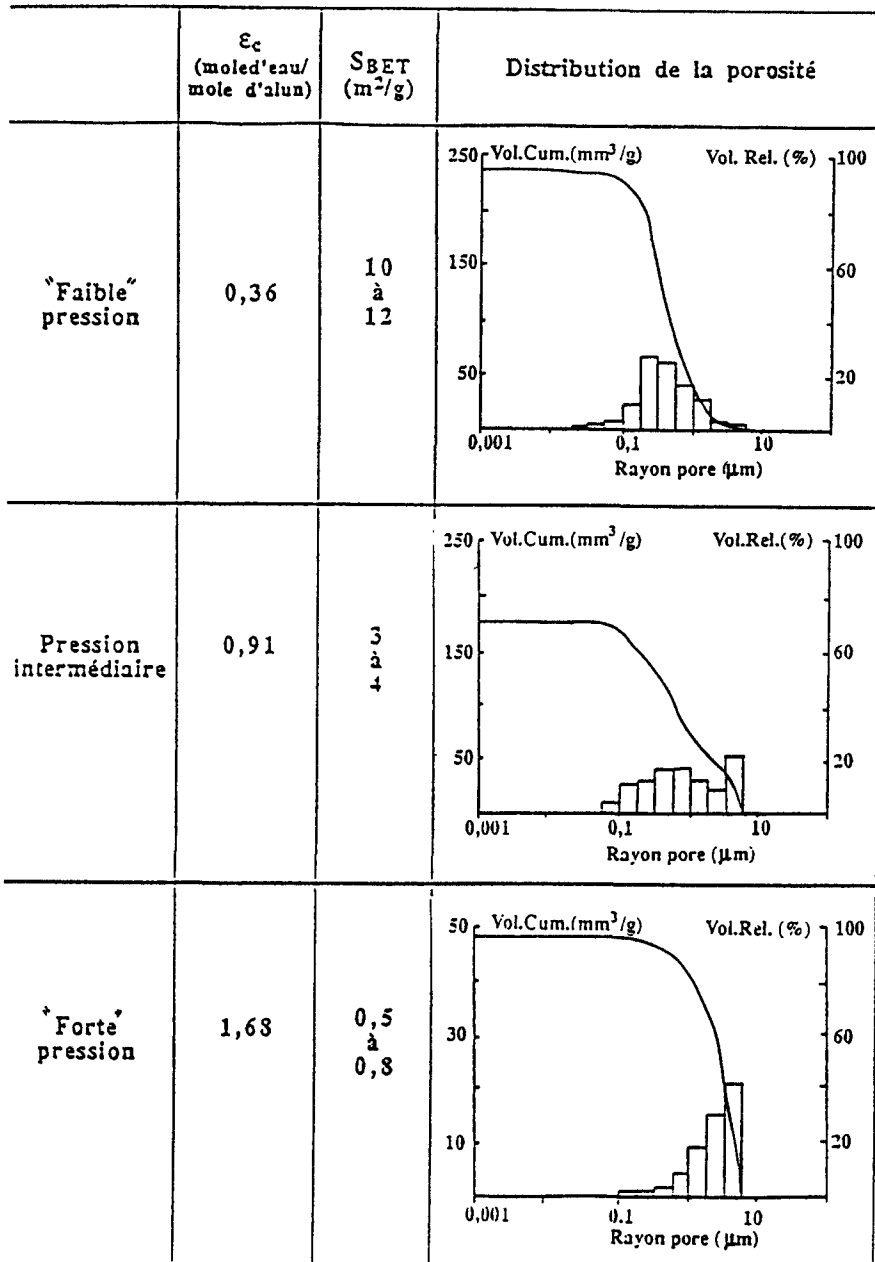 εc
(moled'eau/
mole d'alun)
SBET
(m²/g)
Distribution de la porosité
"Faible"
pression
0,36
10
à
12
Vol.Cum.(mm³/g)
Vol. Rel. (%)
250
150
50
100
60
20
0,001
0,1
10
Rayon pore (μm)
Pression
intermédiaire
0,91
3
à
4
Vol.Cum.(mm³/g)
Vol.Rel.(%)
250
150
50
100
60
20
0,001
0,1
10
Rayon pore (μm)
"Forte"
pression
1,68
0,5
à
0,8
Vol.Cum.(mm³/g)
Vol.Rel. (%)
50
30
10
100
60
20
0,001
0.1
10
Rayon pore (μm)